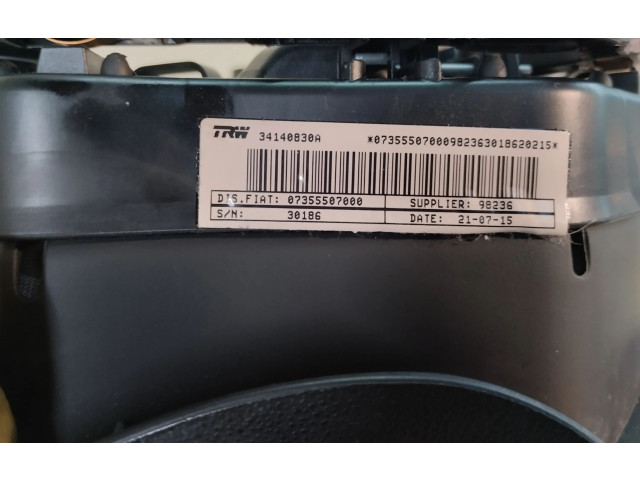 TRW 34140830A *07355507000982363018620215*
DIS.FIAT: 07355507000 SUPPLIER: 98236
S/N: 30186 DATE: 21-07-15